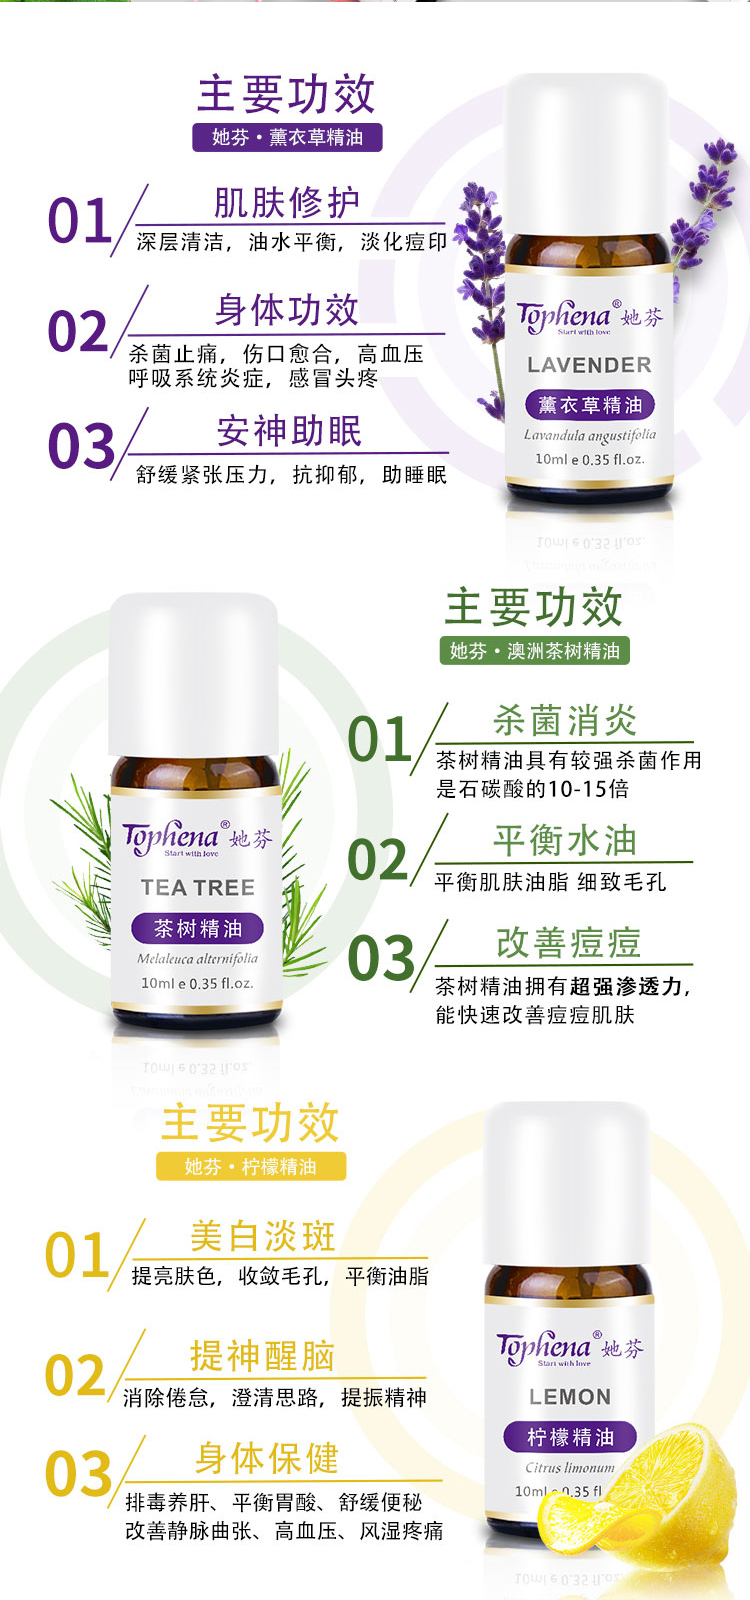 主要功效
她芬·薰衣草精油
01
肌肤修护
深层清洁，油水平衡，淡化痘印
02
身体功效
杀菌止痛，伤口愈合，高血压
呼吸系统炎症，感冒头疼
03
安神助眠
舒缓紧张压力，抗抑郁，助睡眠
Tophena® 她芬
Start with love
LAVENDER
薰衣草精油
Lavandula angustifolia
10ml e 0.35 fl.oz.
主要功效
她芬·澳洲茶树精油
01
杀菌消炎
茶树精油具有较强杀菌作用
是石碳酸的10-15倍
02
平衡水油
平衡肌肤油脂 细致毛孔
03
改善痘痘
茶树精油拥有超强渗透力，
能快速改善痘痘肌肤
Tophena® 她芬
Start with love
TEA TREE
茶树精油
Melaleuca alternifolia
10ml e 0.35 fl.oz.
主要功效
她芬·柠檬精油
01
美白淡斑
提亮肤色，收敛毛孔，平衡油脂
02
提神醒脑
消除倦怠，澄清思路，提振精神
03
身体保健
排毒养肝、平衡胃酸、舒缓便秘
改善静脉曲张、高血压、风湿疼痛
Tophena® 她芬
Start with love
LEMON
柠檬精油
Citrus limonum
10ml e 0.35 fl